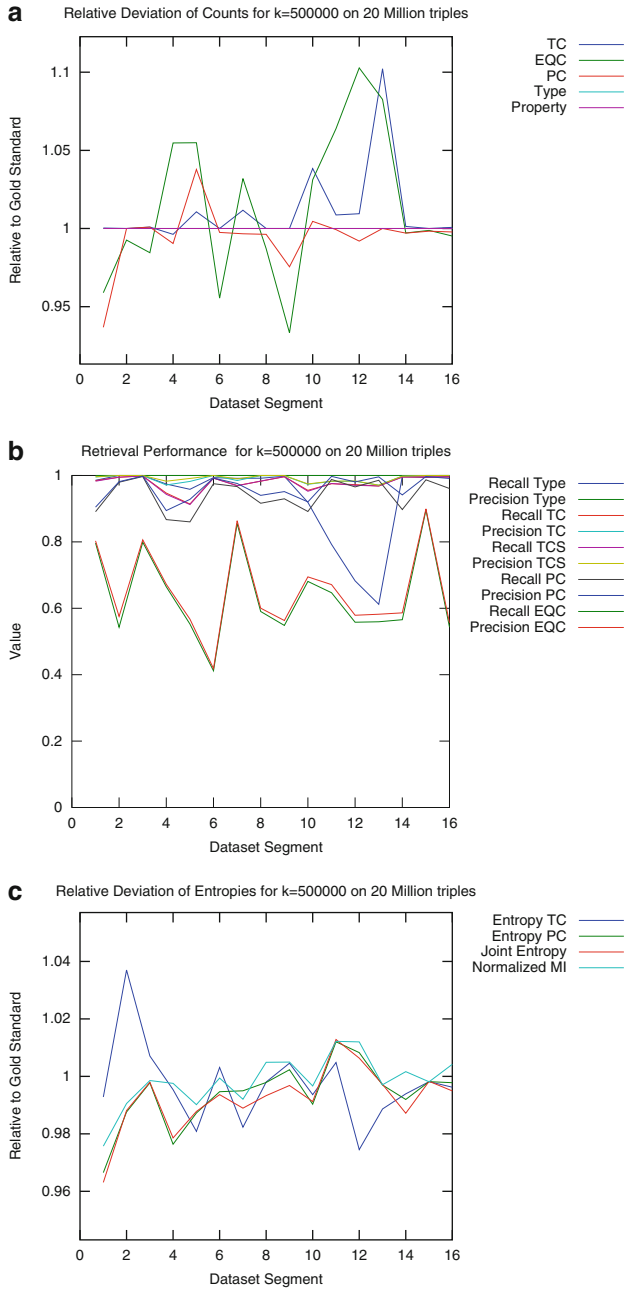 a
Relative Deviation of Counts for k=500000 on 20 Million triples
1.1
1.05
1
0.95
Relative to Gold Standard
0
2
4
6
8
10
12
14
16
Dataset Segment
TC
EQC
PC
Type
Property
b
Retrieval Performance for k=500000 on 20 Million triples
1
0.8
0.6
0.4
0.2
0
Value
0
2
4
6
8
10
12
14
16
Dataset Segment
Recall Type
Precision Type
Recall TC
Precision TC
Recall TCS
Precision TCS
Recall PC
Precision PC
Recall EQC
Precision EQC
c
Relative Deviation of Entropies for k=500000 on 20 Million triples
1.04
1.02
1
0.98
0.96
Relative to Gold Standard
0
2
4
6
8
10
12
14
16
Dataset Segment
Entropy TC
Entropy PC
Joint Entropy
Normalized MI